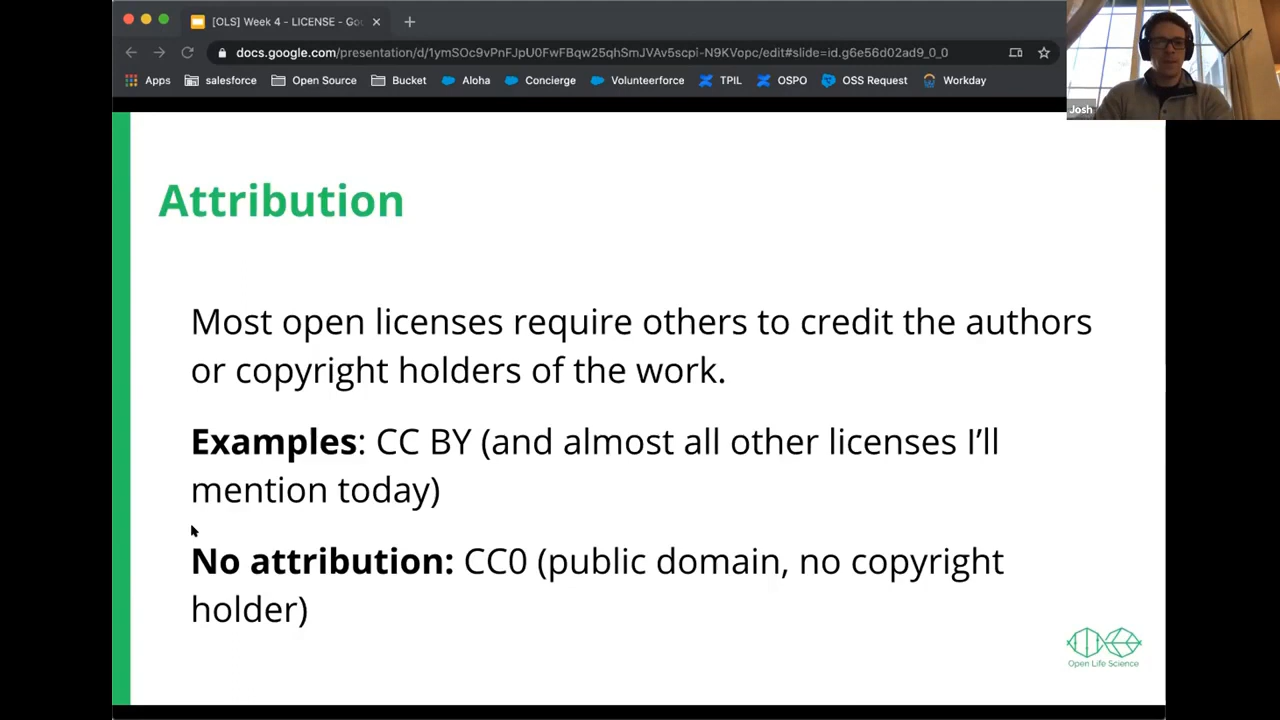 [OLS] Week 4 - LICENSE - Go
docs.google.com/presentation/d/1ymSOc9vPnFJpU0FwFBqw25qhSmJVAv5scpi-N9KVopc/edit#slide=id.g6e56d02ad9_0_0
Apps salesforce Open Source Bucket Aloha Concierge Volunteerforce TPIL OSPO OSS Request Workday
Josh
Attribution
Most open licenses require others to credit the authors
or copyright holders of the work.
Examples: CC BY (and almost all other licenses I’ll
mention today)
No attribution: CC0 (public domain, no copyright
holder)
Open Life Science